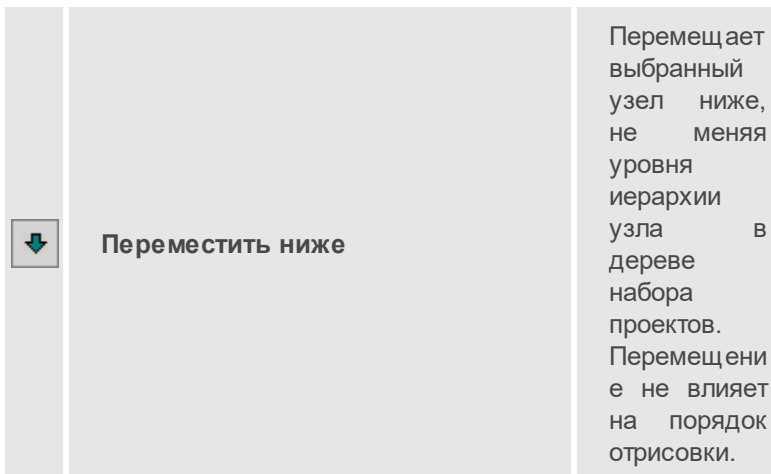 Переместить ниже
Перемещает
выбранный
узел ниже,
не меняя
уровня
иерархии
узла в
дереве
набора
проектов.
Перемещени
е не влияет
на порядок
отрисовки.